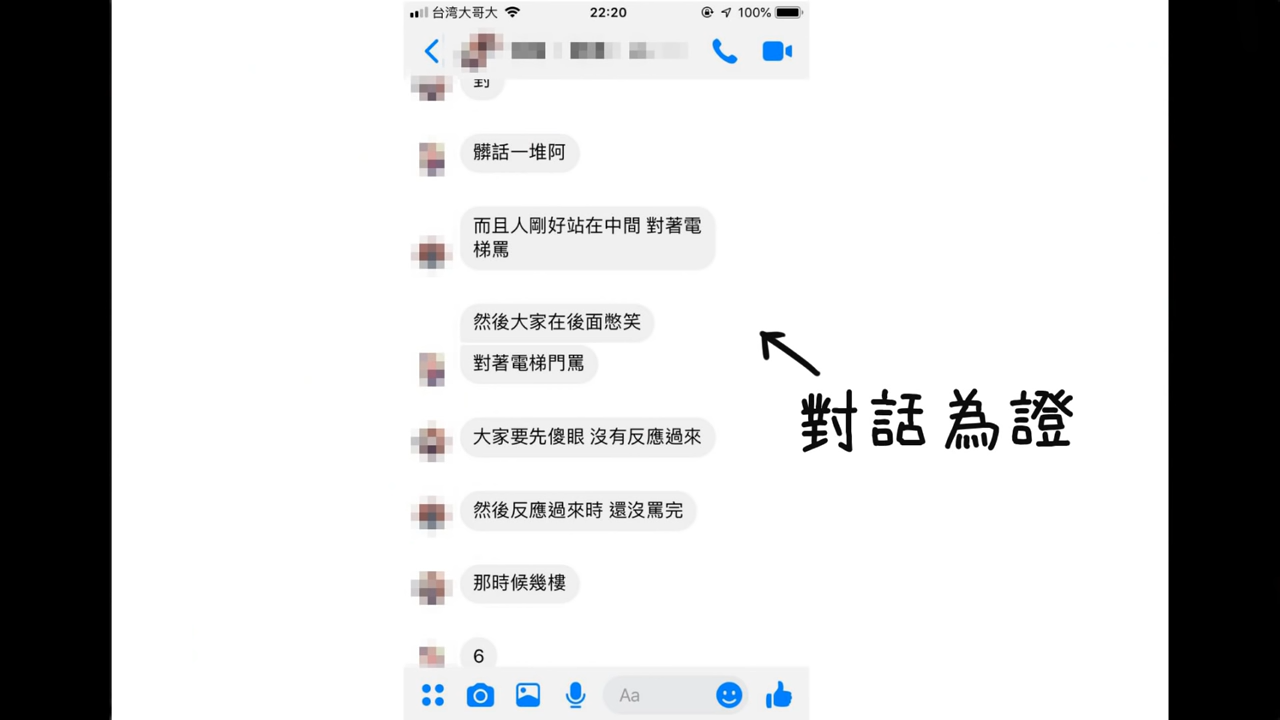 台湾大哥大
22:20
100%
對
髒話一堆阿
而且人剛好站在中間 對著電
梯罵
然後大家在後面憋笑
對著電梯門罵
大家要先傻眼 沒有反應過來
然後反應過來時 還沒罵完
那時候幾樓
6
Aa
對話為證